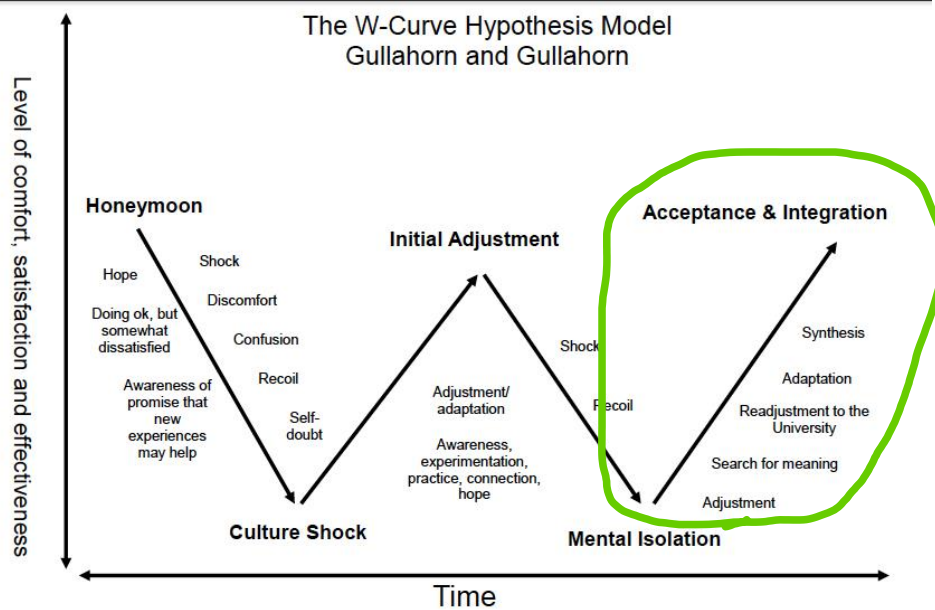 The W-Curve Hypothesis Model
Gullahorn and Gullahorn
Level of comfort, satisfaction and effectiveness
Honeymoon
Hope
Doing ok, but
somewhat
dissatisfied
Awareness of
promise that
new
experiences
may help
Shock
Discomfort
Confusion
Recoil
Self-
doubt
Culture Shock
Initial Adjustment
Adjustment/
adaptation
Awareness,
experimentation,
practice, connection,
hope
Shock
Recoil
Mental Isolation
Acceptance & Integration
Synthesis
Adaptation
Readjustment to the
University
Search for meaning
Adjustment
Time